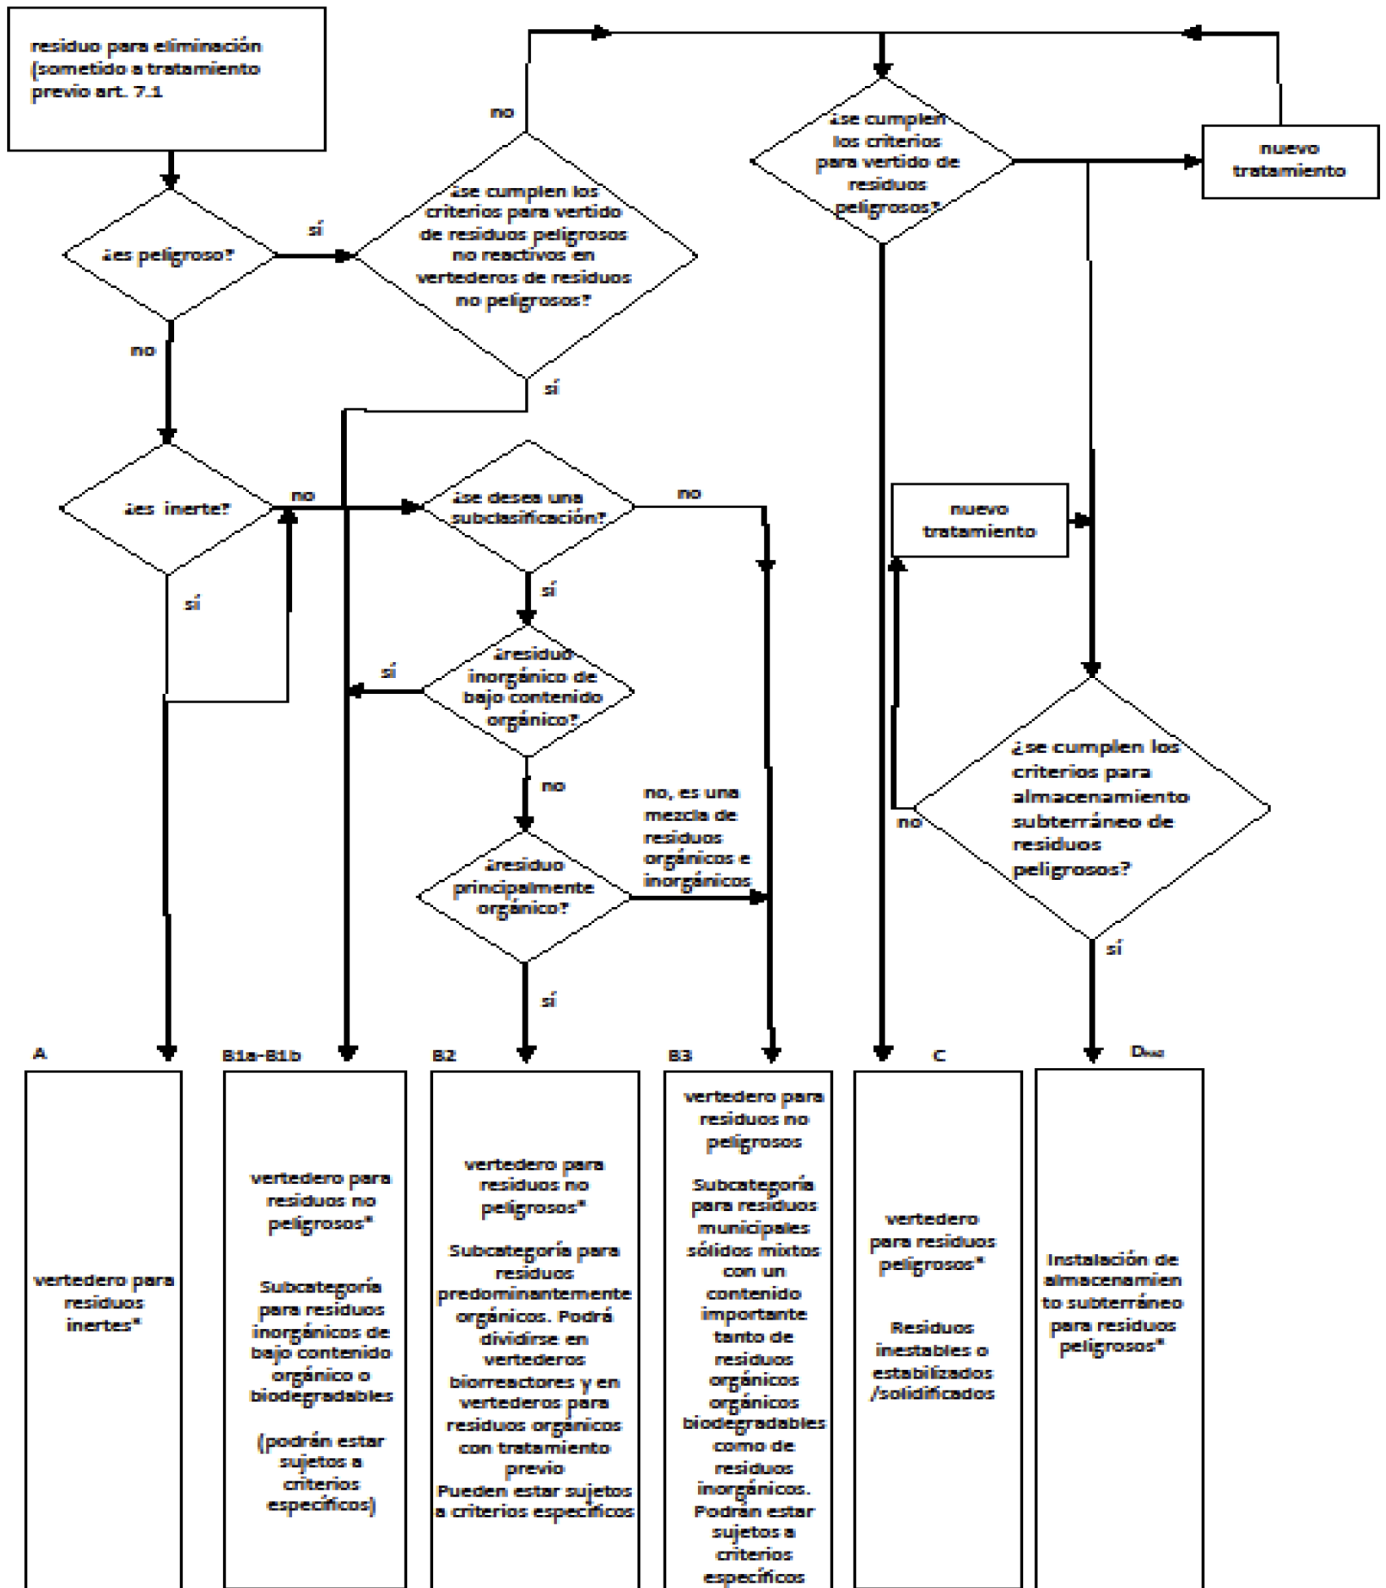 residuo para eliminación
(sometido a tratamiento
previo art. 7.1
¿es peligroso?
sí
no
¿se cumplen los
criterios para vertido
de residuos peligrosos
no reactivos en
vertederos de residuos
no peligrosos?
no
sí
¿se cumplen
los criterios
para vertido de
residuos
peligrosos?
nuevo
tratamiento
¿es inerte?
no
sí
¿se desea una
subclasificación?
no
sí
nuevo
tratamiento
¿residuo
inorgánico de
bajo contenido
orgánico?
sí
no
¿residuo
principalmente
orgánico?
no, es una
mezcla de
residuos
orgánicos e
inorgánicos
sí
¿se cumplen los
criterios para
almacenamiento
subterráneo de
residuos
peligrosos?
no
sí
A
vertedero para
residuos
inertes*
B1a-B1b
vertedero para
residuos no
peligrosos*
Subcategoría
para residuos
inorgánicos de
bajo contenido
orgánico o
biodegradables
(podrán estar
sujetos a
criterios
específicos)
B2
vertedero para
residuos no
peligrosos*
Subcategoría para
residuos
predominantemente
orgánicos. Podrá
dividirse en
vertederos
biorreactores y en
vertederos para
residuos orgánicos
con tratamiento
previo
Pueden estar sujetos
a criterios específicos
B3
vertedero para
residuos no
peligrosos
Subcategoría
para residuos
municipales
sólidos mixtos
con un
contenido
importante
tanto de
residuos
orgánicos
orgánicos
biodegradables
como de
residuos
inorgánicos.
Podrán estar
sujetos a
criterios
específicos
C
vertedero
para residuos
peligrosos*
Residuos
inestables o
estabilizados
/solidificados
D
Instalación de
almacenamien
to subterráneo
para residuos
peligrosos*